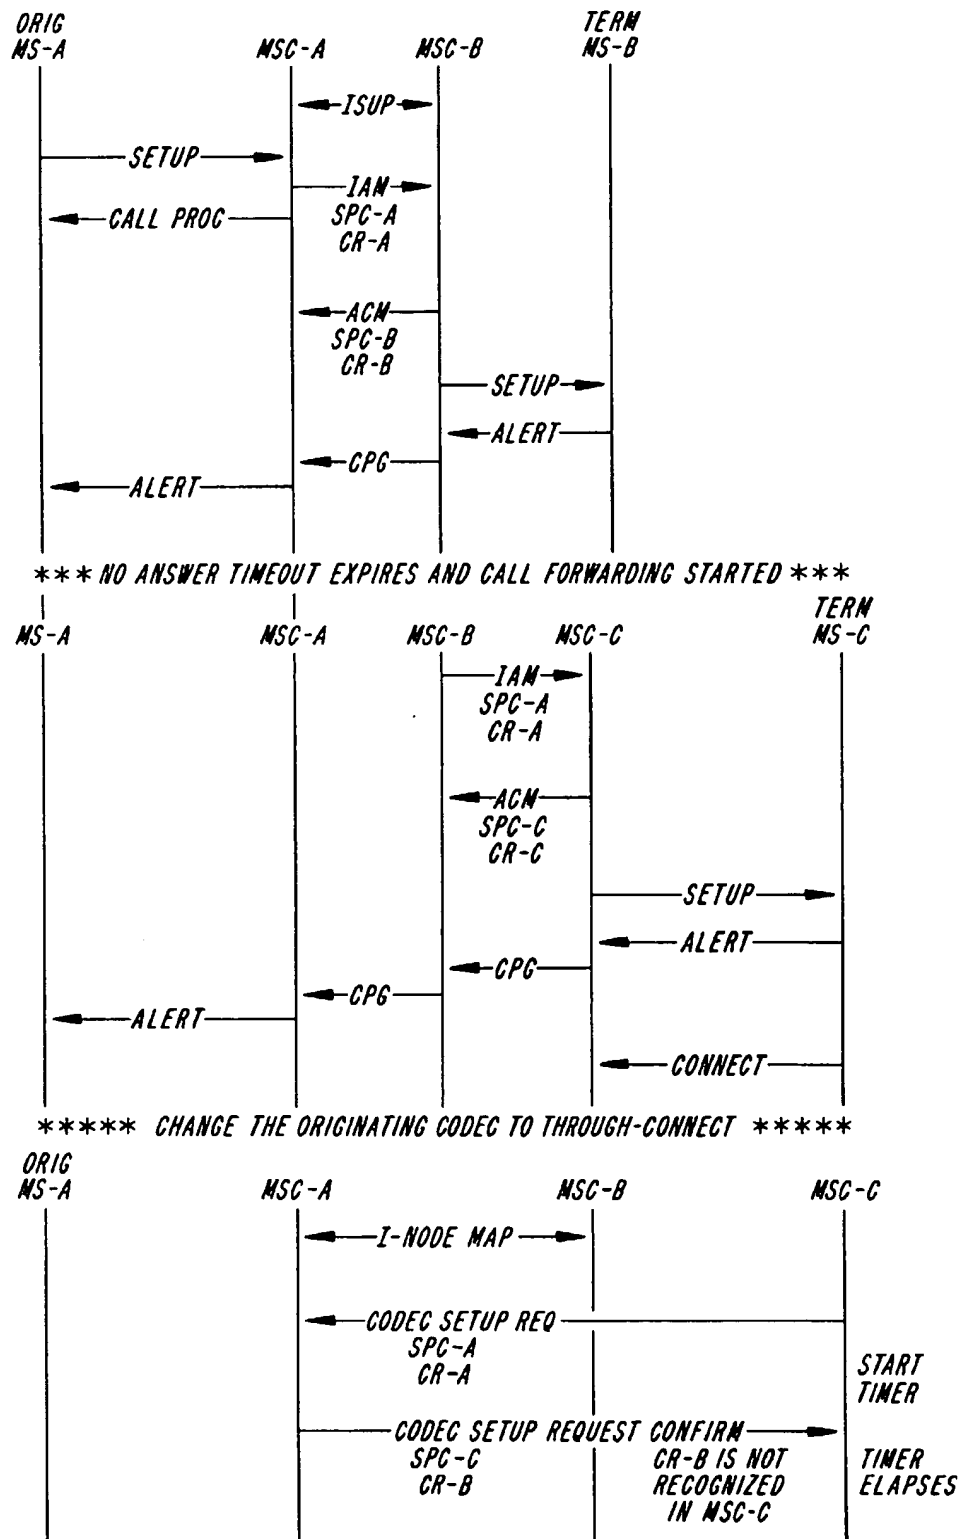 ORIG
MS-A
MSC-A
MSC-B
TERM
MS-B
ISUP
SETUP
IAM
SPC-A
CR-A
CALL PROC
ACM
SPC-B
CR-B
SETUP
ALERT
CPG
ALERT
*** NO ANSWER TIMEOUT EXPIRES AND CALL FORWARDING STARTED ***
MS-A
MSC-A
MSC-B
MSC-C
TERM
MS-C
IAM
SPC-A
CR-A
ACM
SPC-C
CR-C
SETUP
ALERT
CPG
CPG
ALERT
CONNECT
***** CHANGE THE ORIGINATING CODEC TO THROUGH-CONNECT *****
ORIG
MS-A
MSC-A
MSC-B
MSC-C
I-NODE MAP
CODEC SETUP REQ
SPC-A
CR-A
START
TIMER
CODEC SETUP REQUEST CONFIRM
SPC-C
CR-B
CR-B IS NOT
RECOGNIZED
IN MSC-C
TIMER
ELAPSES